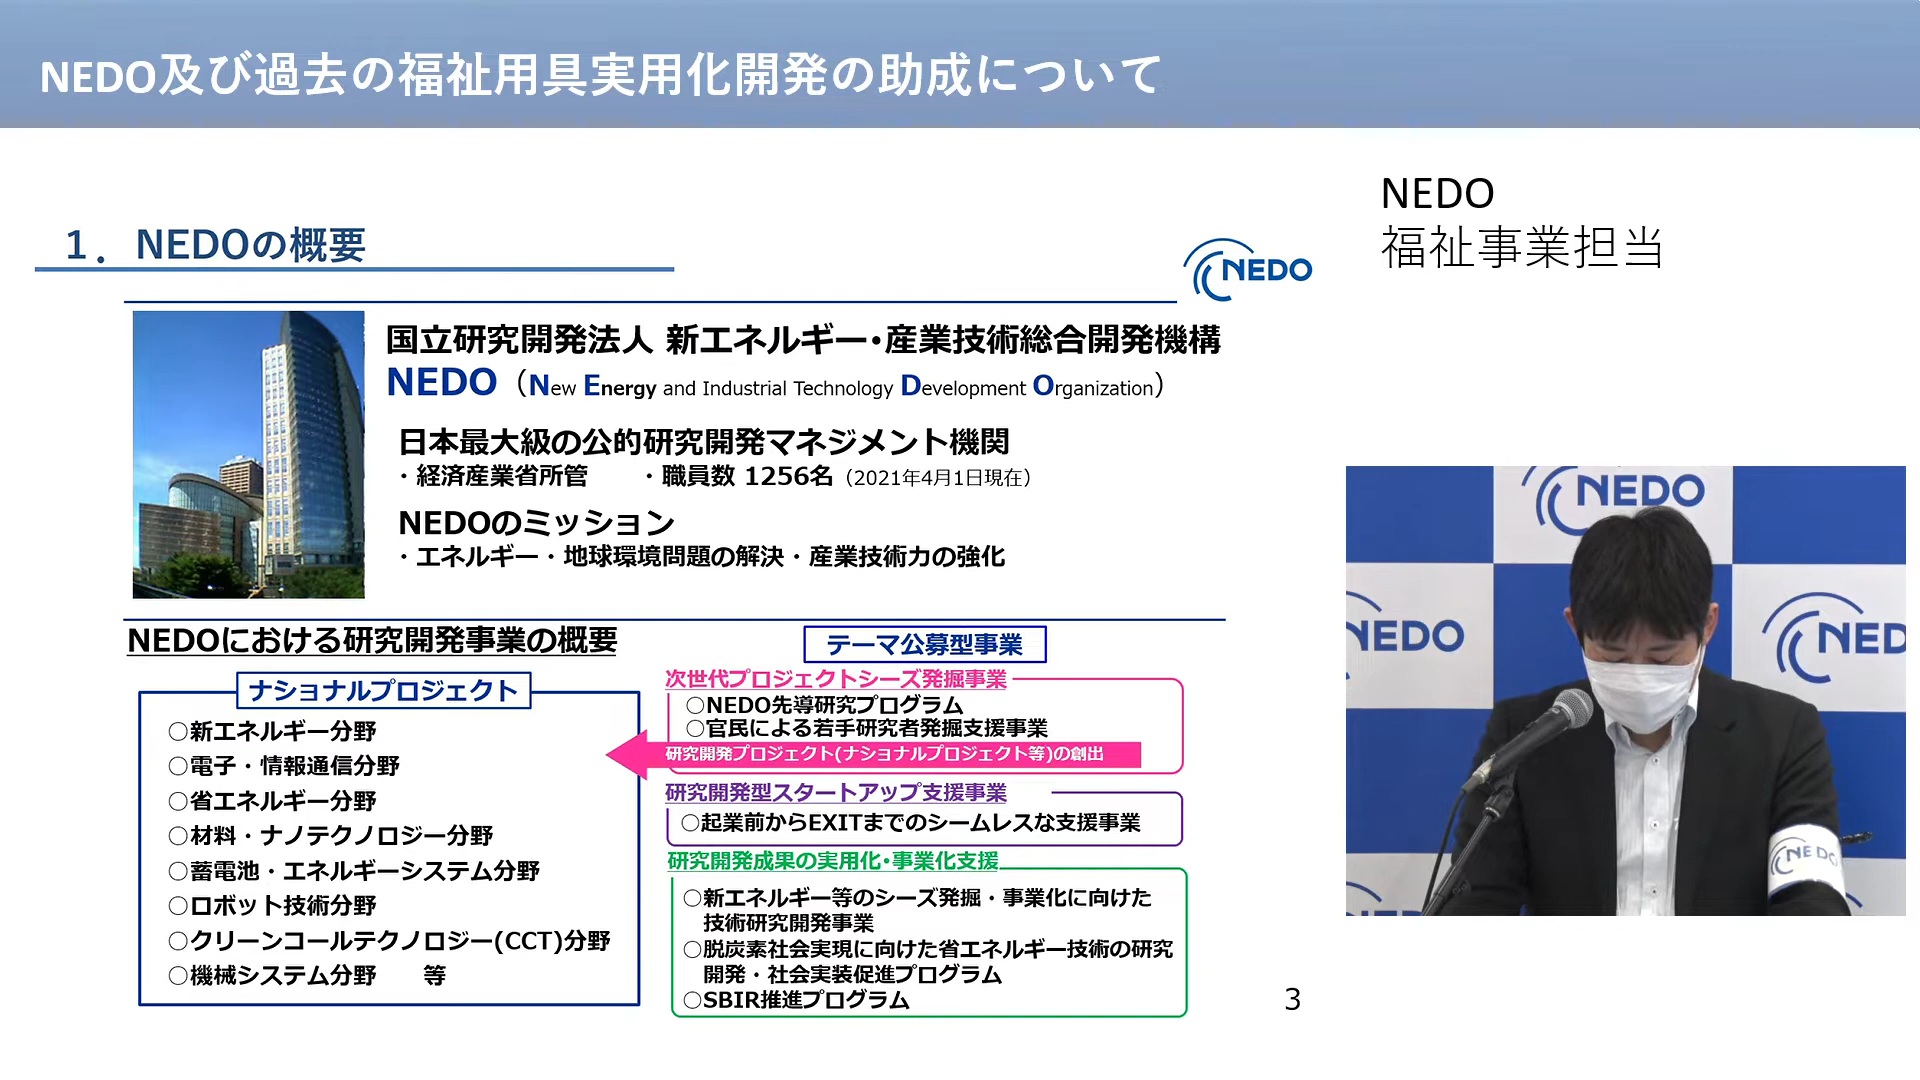 NEDO及び過去の福祉用具実用化開発の助成について
NEDO
福祉事業担当
1．NEDOの概要
NEDO
国立研究開発法人 新エネルギー・産業技術総合開発機構
NEDO（New Energy and Industrial Technology Development Organization）
日本最大級の公的研究開発マネジメント機関
・経済産業省所管　　・職員数 1256名（2021年4月1日現在）
NEDOのミッション
・エネルギー・地球環境問題の解決・産業技術力の強化
NEDOにおける研究開発事業の概要
ナショナルプロジェクト
○新エネルギー分野
○電子・情報通信分野
○省エネルギー分野
○材料・ナノテクノロジー分野
○蓄電池・エネルギーシステム分野
○ロボット技術分野
○クリーンコールテクノロジー(CCT)分野
○機械システム分野　　等
テーマ公募型事業
次世代プロジェクトシーズ発掘事業
○NEDO先導研究プログラム
○官民による若手研究者発掘支援事業
研究開発プロジェクト(ナショナルプロジェクト等)の創出
研究開発型スタートアップ支援事業
○起業前からEXITまでのシームレスな支援事業
研究開発成果の実用化・事業化支援
○新エネルギー等のシーズ発掘・事業化に向けた
技術研究開発事業
○脱炭素社会実現に向けた省エネルギー技術の研究
開発・社会実装促進プログラム
○SBIR推進プログラム
3
NEDO
NEDO
NED
NEDO